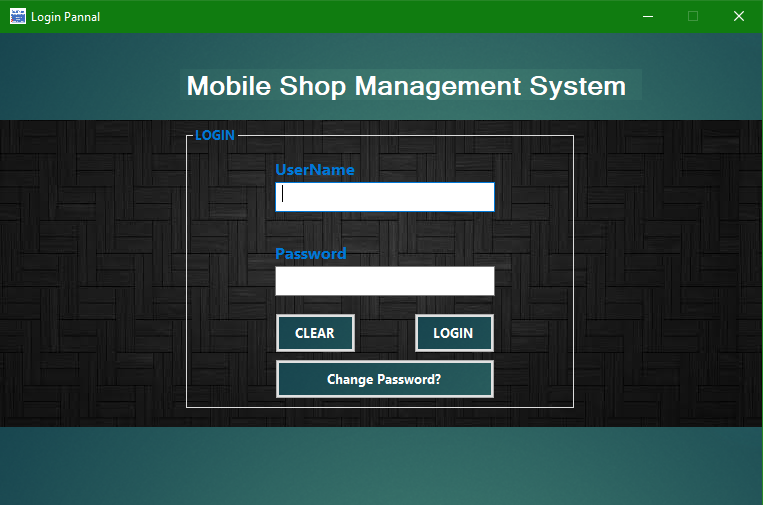 Login Pannal
Mobile Shop Management System
LOGIN
UserName
Password
CLEAR
LOGIN
Change Password?